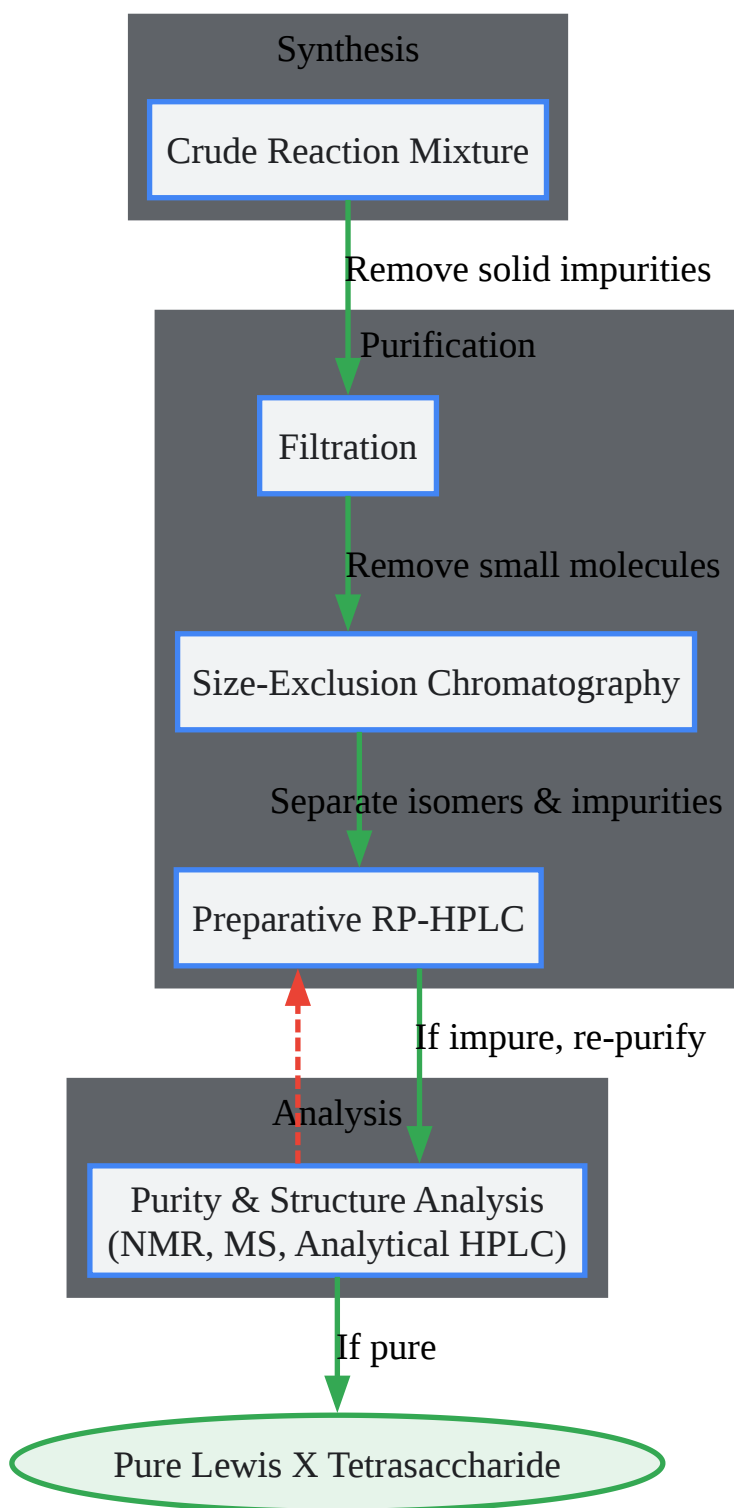 Synthesis
Crude Reaction Mixture
Remove solid impurities
Purification
Filtration
Remove small molecules
Size-Exclusion Chromatography
Separate isomers & impurities
Preparative RP-HPLC
If impure, re-purify
Analysis
Purity & Structure Analysis
(NMR, MS, Analytical HPLC)
If pure
Pure Lewis X Tetrasaccharide